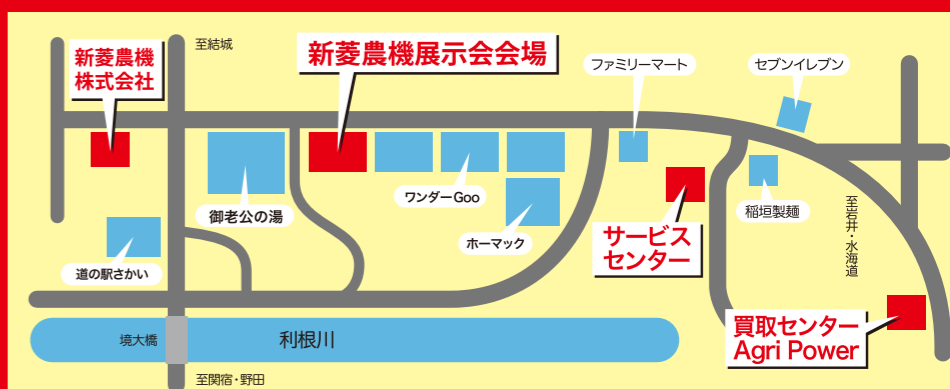 新菱農機
株式会社
至結城
新菱農機展示会会場
ファミリーマート
セブンイレブン
ワンダーGoo
御老公の湯
ホーマック
稲垣製麺
サービス
センター
至岩井・水海道
道の駅さかい
買取センター
Agri Power
境大橋
利根川
至関宿・野田